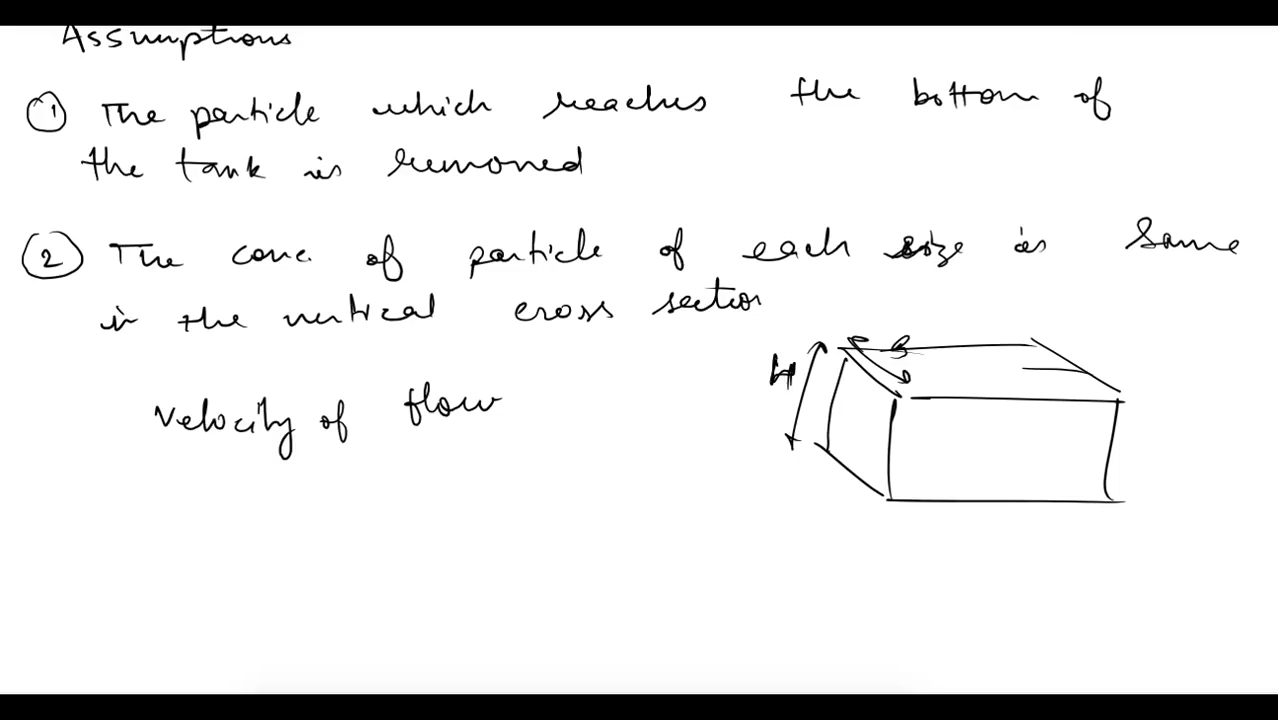 Assumptions
① The particle which reaches the bottom of
the tank is removed
② The conc. of particle of each size is same
in the vertical cross section
H
B
Velocity of flow